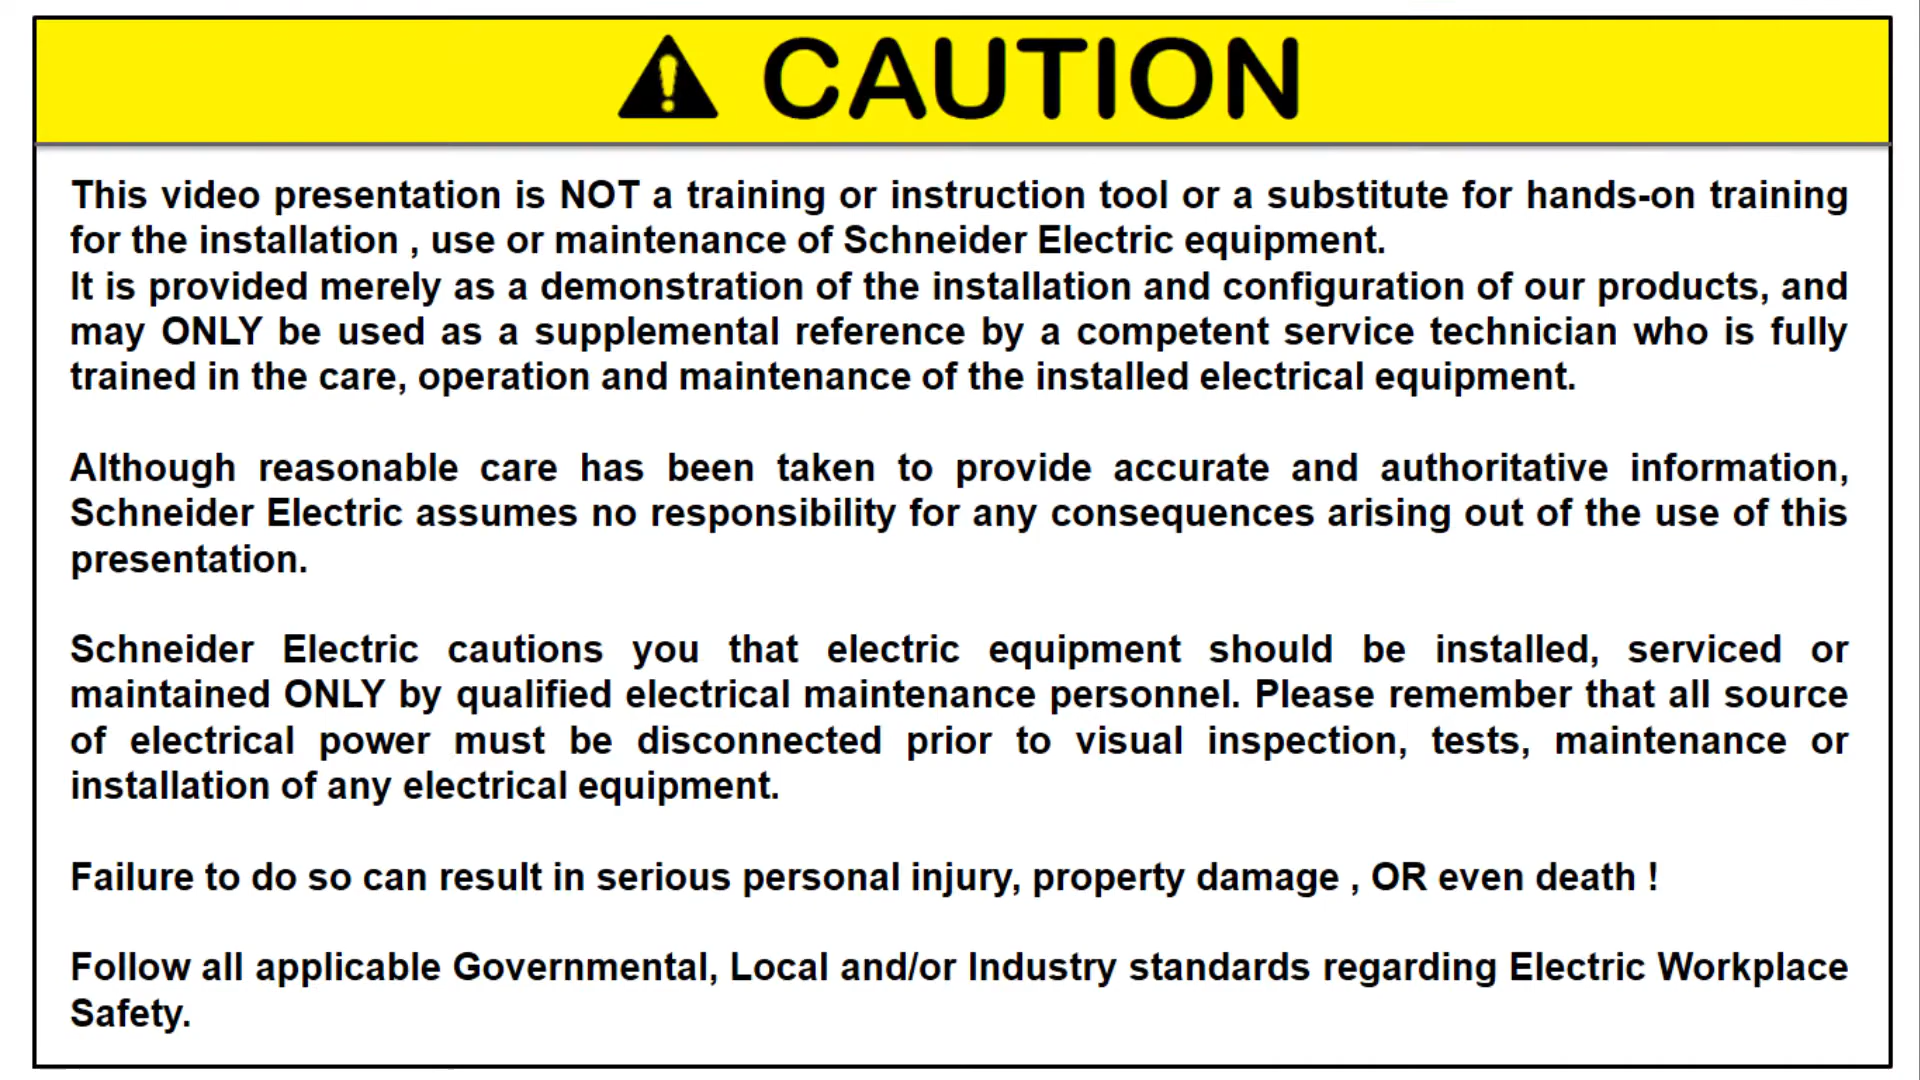 CAUTION
This video presentation is NOT a training or instruction tool or a substitute for hands-on training
for the installation , use or maintenance of Schneider Electric equipment.
It is provided merely as a demonstration of the installation and configuration of our products, and
may ONLY be used as a supplemental reference by a competent service technician who is fully
trained in the care, operation and maintenance of the installed electrical equipment.
Although reasonable care has been taken to provide accurate and authoritative information,
Schneider Electric assumes no responsibility for any consequences arising out of the use of this
presentation.
Schneider Electric cautions you that electric equipment should be installed, serviced or
maintained ONLY by qualified electrical maintenance personnel. Please remember that all source
of electrical power must be disconnected prior to visual inspection, tests, maintenance or
installation of any electrical equipment.
Failure to do so can result in serious personal injury, property damage , OR even death !
Follow all applicable Governmental, Local and/or Industry standards regarding Electric Workplace
Safety.